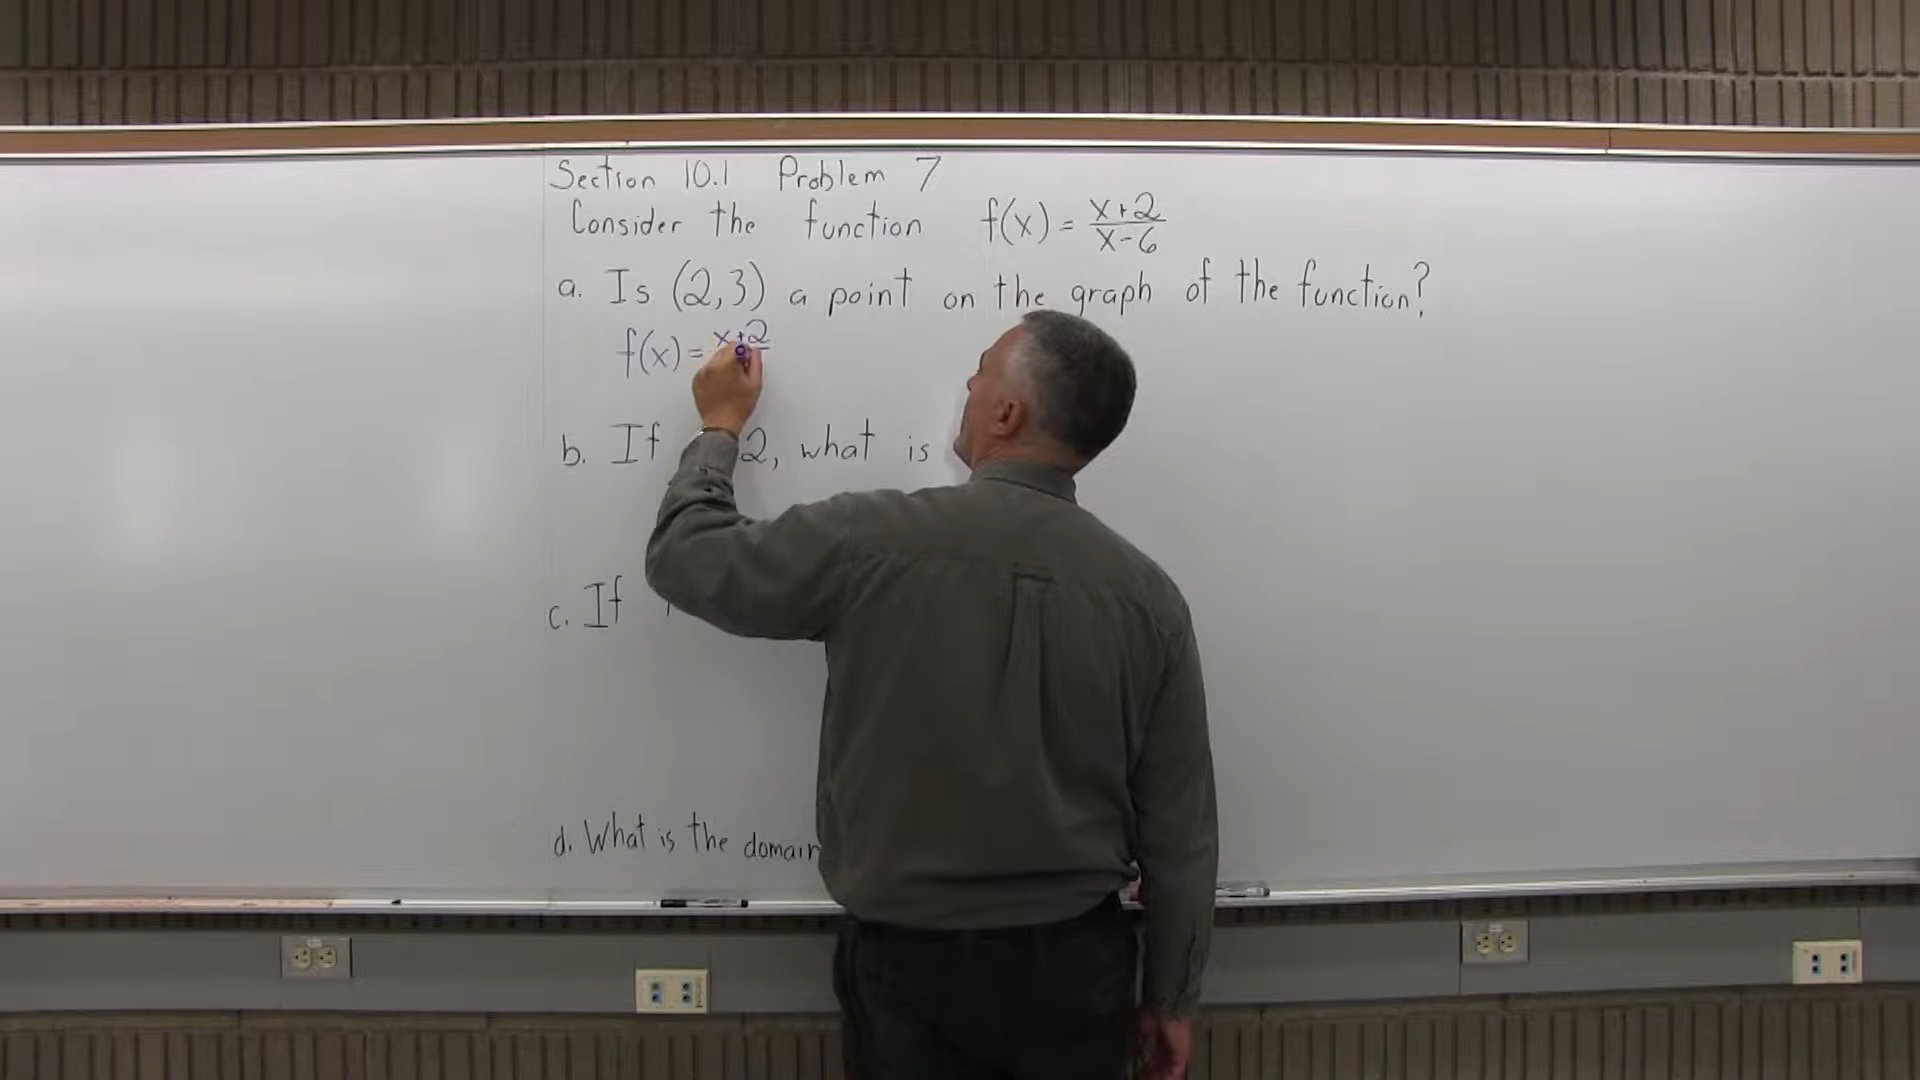 Section 10.1 Problem 7
Consider the function f(x) = x+2 / x-6
a. Is (2,3) a point on the graph of the function?
f(x) = x+2
b. If 2, what is
c. If
d. What is the domain